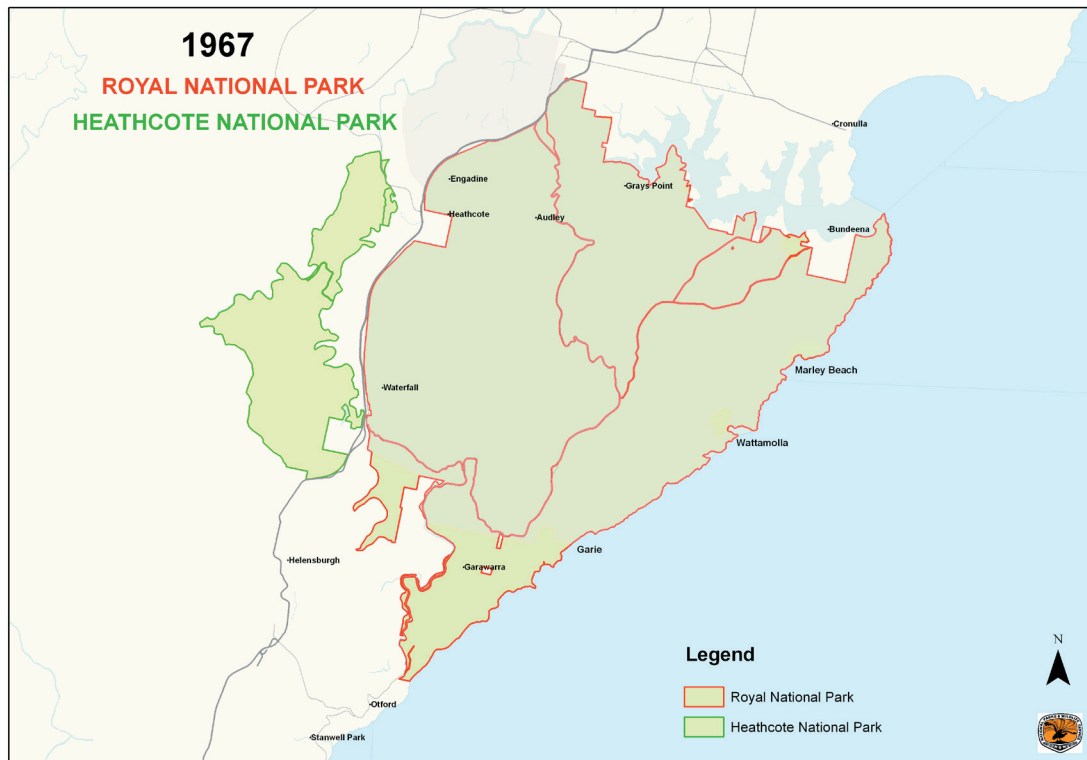 1967
ROYAL NATIONAL PARK
HEATHCOTE NATIONAL PARK
Cronulla
Engadine
Grays Point
Heathcote
Audley
Bundeena
Marley Beach
Waterfall
Wattamolla
Garie
Helensburgh
Garawarra
Otford
Stanwell Park
Legend
Royal National Park
Heathcote National Park
N